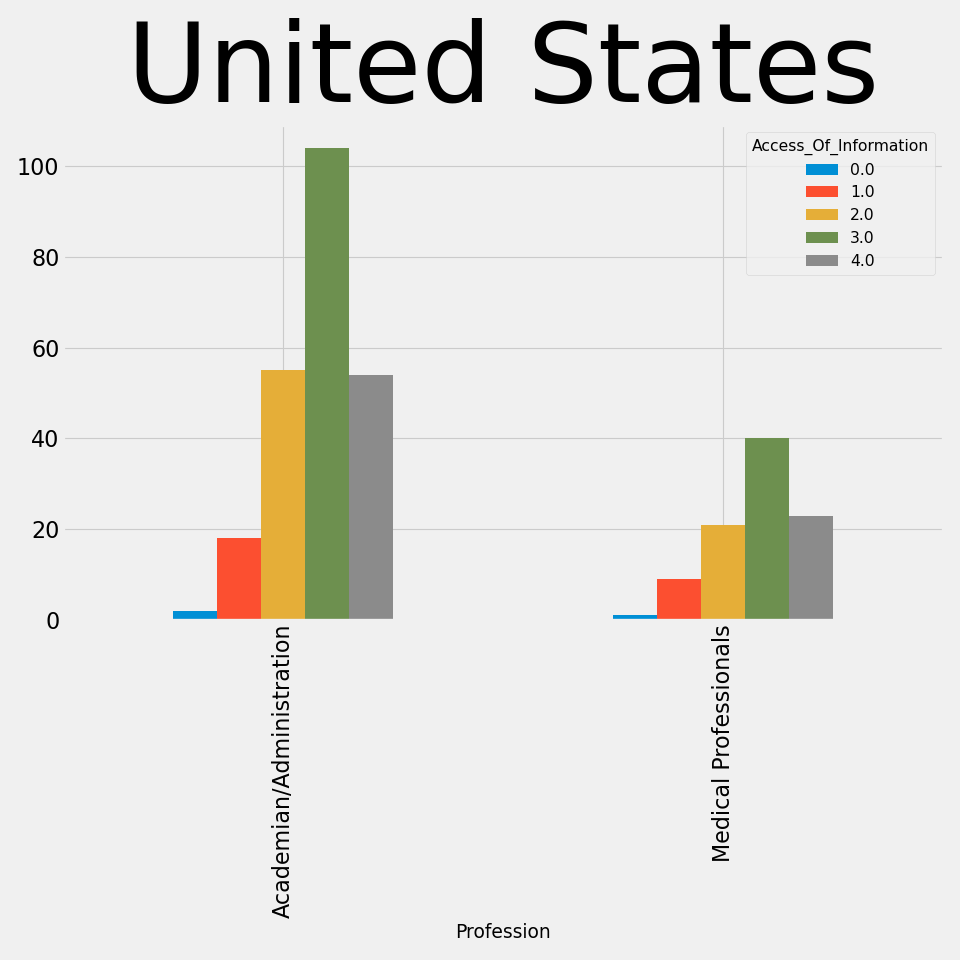 United States
100
80
60
40
20
0
Access_Of_Information
0.0
1.0
2.0
3.0
4.0
Academian/Administration
Medical Professionals
Profession